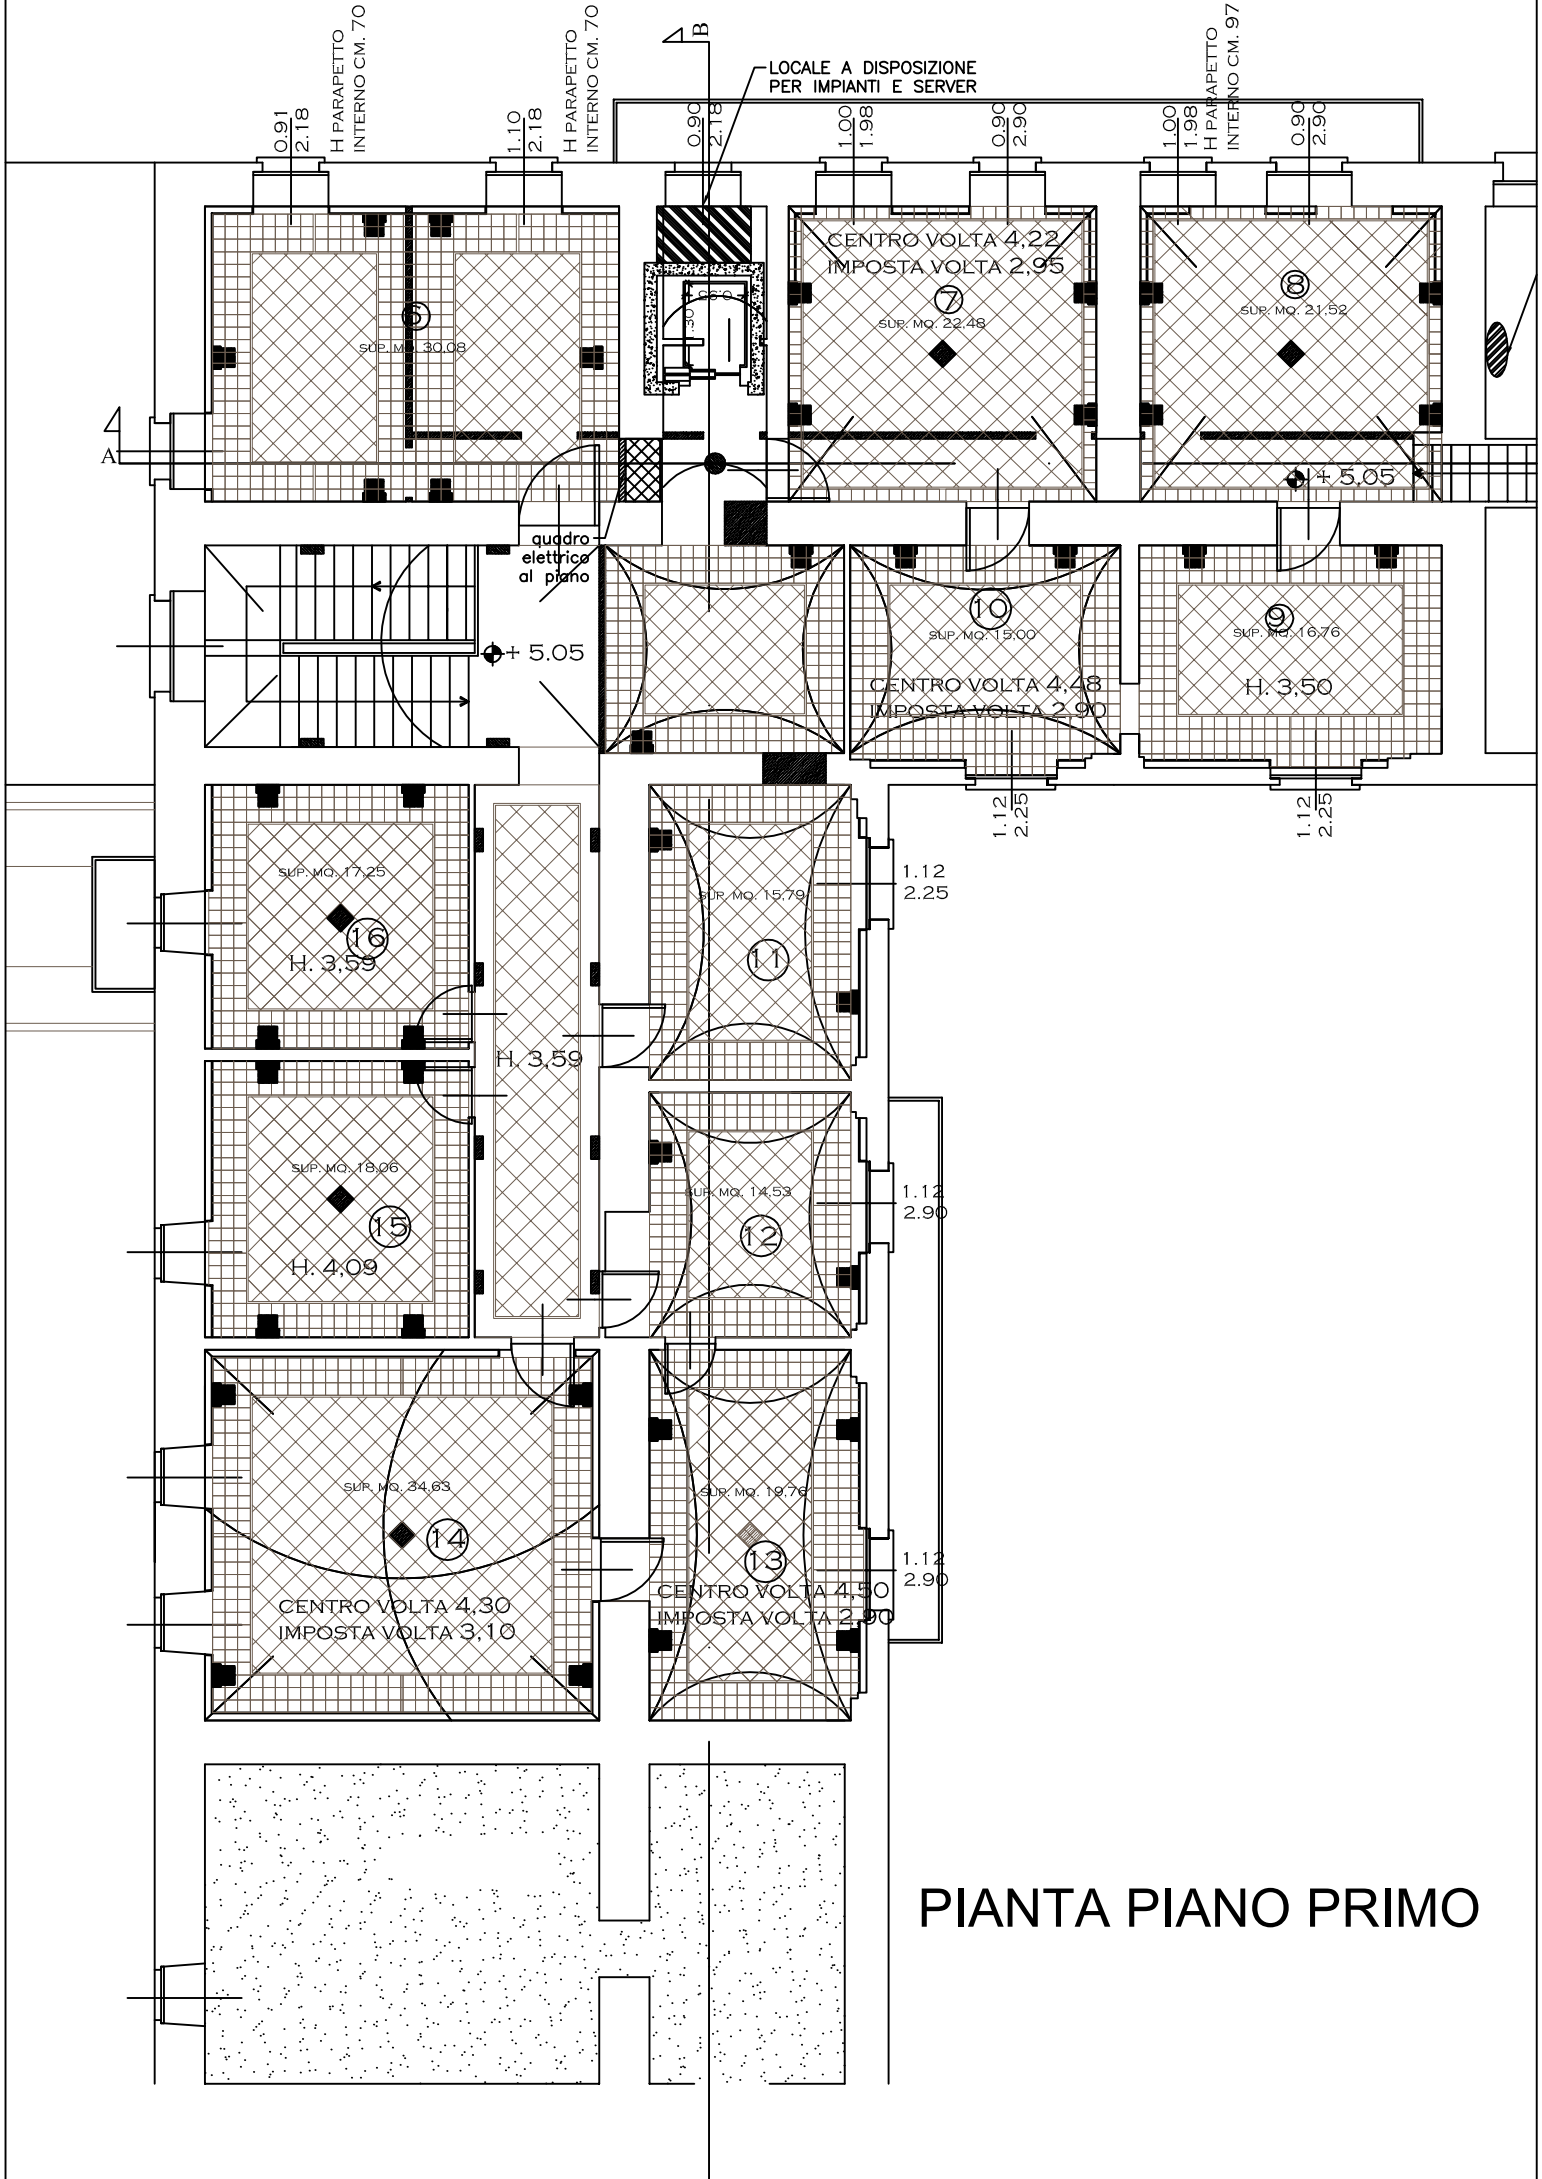 H PARAPETTO
INTERNO CM. 70
H PARAPETTO
INTERNO CM. 70
B
LOCALE A DISPOSIZIONE
PER IMPIANTI E SERVER
H PARAPETTO
INTERNO CM. 97
0.91
2.18
1.10
2.18
0.90
2.18
1.00
1.98
0.90
2.90
1.00
1.98
0.90
2.90
CENTRO VOLTA 4,22
IMPOSTA VOLTA 2,95
7
SUP. MQ. 22,48
8
SUP. MQ. 21,52
6
SUP. MQ. 30,08
0.95
A
+ 5.05
quadro
elettrico
al piano
+ 5.05
10
SUP. MQ. 15,00
CENTRO VOLTA 4,48
IMPOSTA VOLTA 2,90
9
SUP. MQ. 16,76
H. 3,50
1.12
2.25
1.12
2.25
SUP. MQ. 17,25
16
H. 3,59
SUP. MQ. 15,79
11
1.12
2.25
H. 3,59
SUP. MQ. 18,06
15
H. 4,09
SUP. MQ. 14,53
12
1.12
2.90
SUP. MQ. 34,63
14
CENTRO VOLTA 4,30
IMPOSTA VOLTA 3,10
SUP. MQ. 19,76
13
CENTRO VOLTA 4,50
IMPOSTA VOLTA 2,90
1.12
2.90
PIANTA PIANO PRIMO